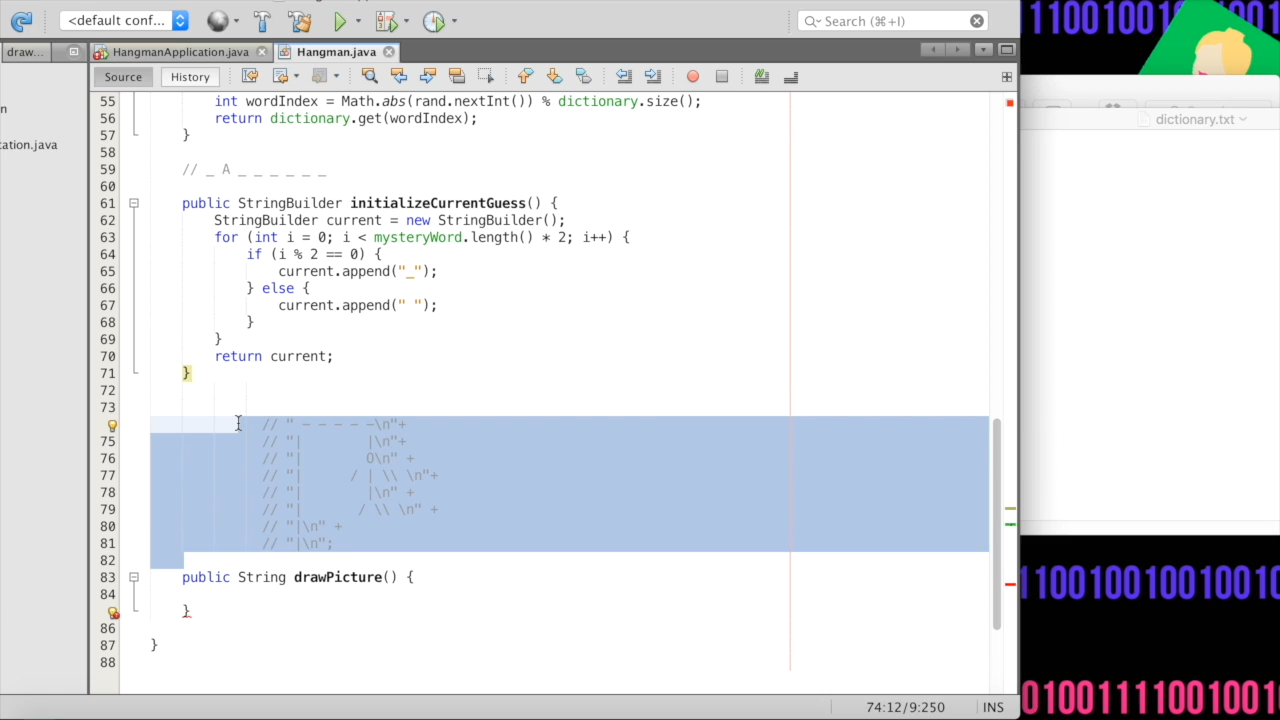 <default conf...
Search (⌘+I)
draw...
HangmanApplication.java
Hangman.java
Source
History
dictionary.txt
ation.java
55 int wordIndex = Math.abs(rand.nextInt()) % dictionary.size();
56 return dictionary.get(wordIndex);
57 }
58
59 // _ A _ _ _ _ _ _
60
61 public StringBuilder initializeCurrentGuess() {
62 StringBuilder current = new StringBuilder();
63 for (int i = 0; i < mysteryWord.length() * 2; i++) {
64 if (i % 2 == 0) {
65 current.append("_");
66 } else {
67 current.append(" ");
68 }
69 }
70 return current;
71 }
72
73
// " – – – – –\n"+
75 // "|         |\n"+
76 // "|         O\n" +
77 // "|       / | \\ \n"+
78 // "|         |\n" +
79 // "|        / \\ \n" +
80 // "|\n" +
81 // "|\n";
82
83 public String drawPicture() {
84
}
86
87 }
88
74:12/9:250
INS